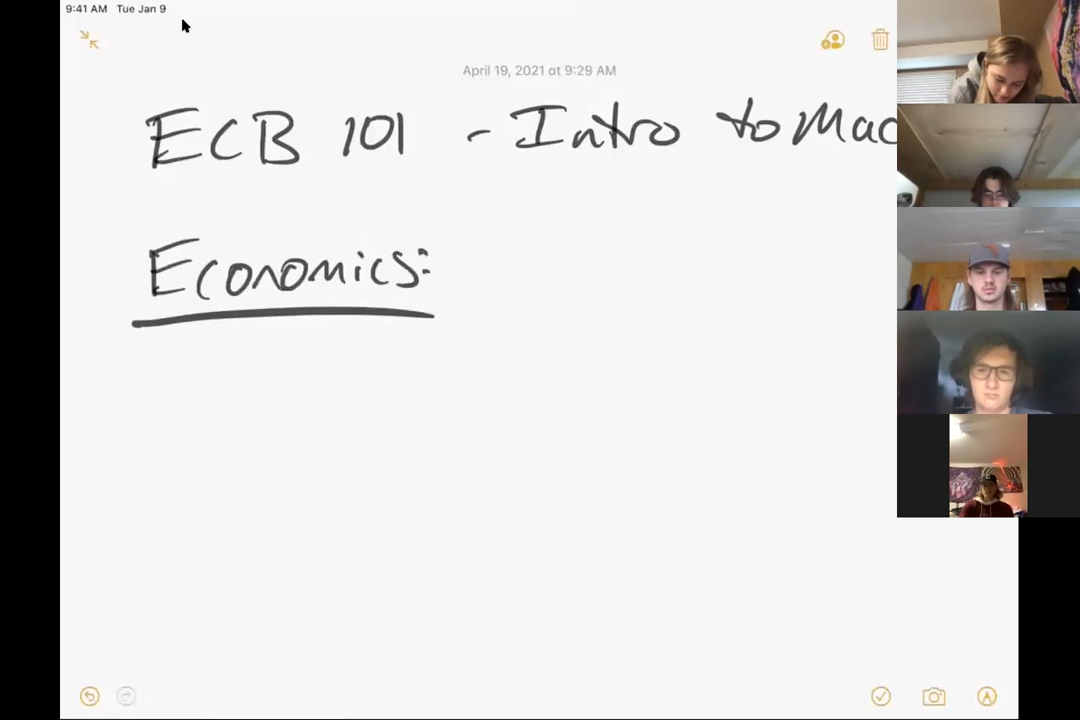 9:41 AM Tue Jan 9
April 19, 2021 at 9:29 AM
ECB 101 - Intro to Mac
Economics: